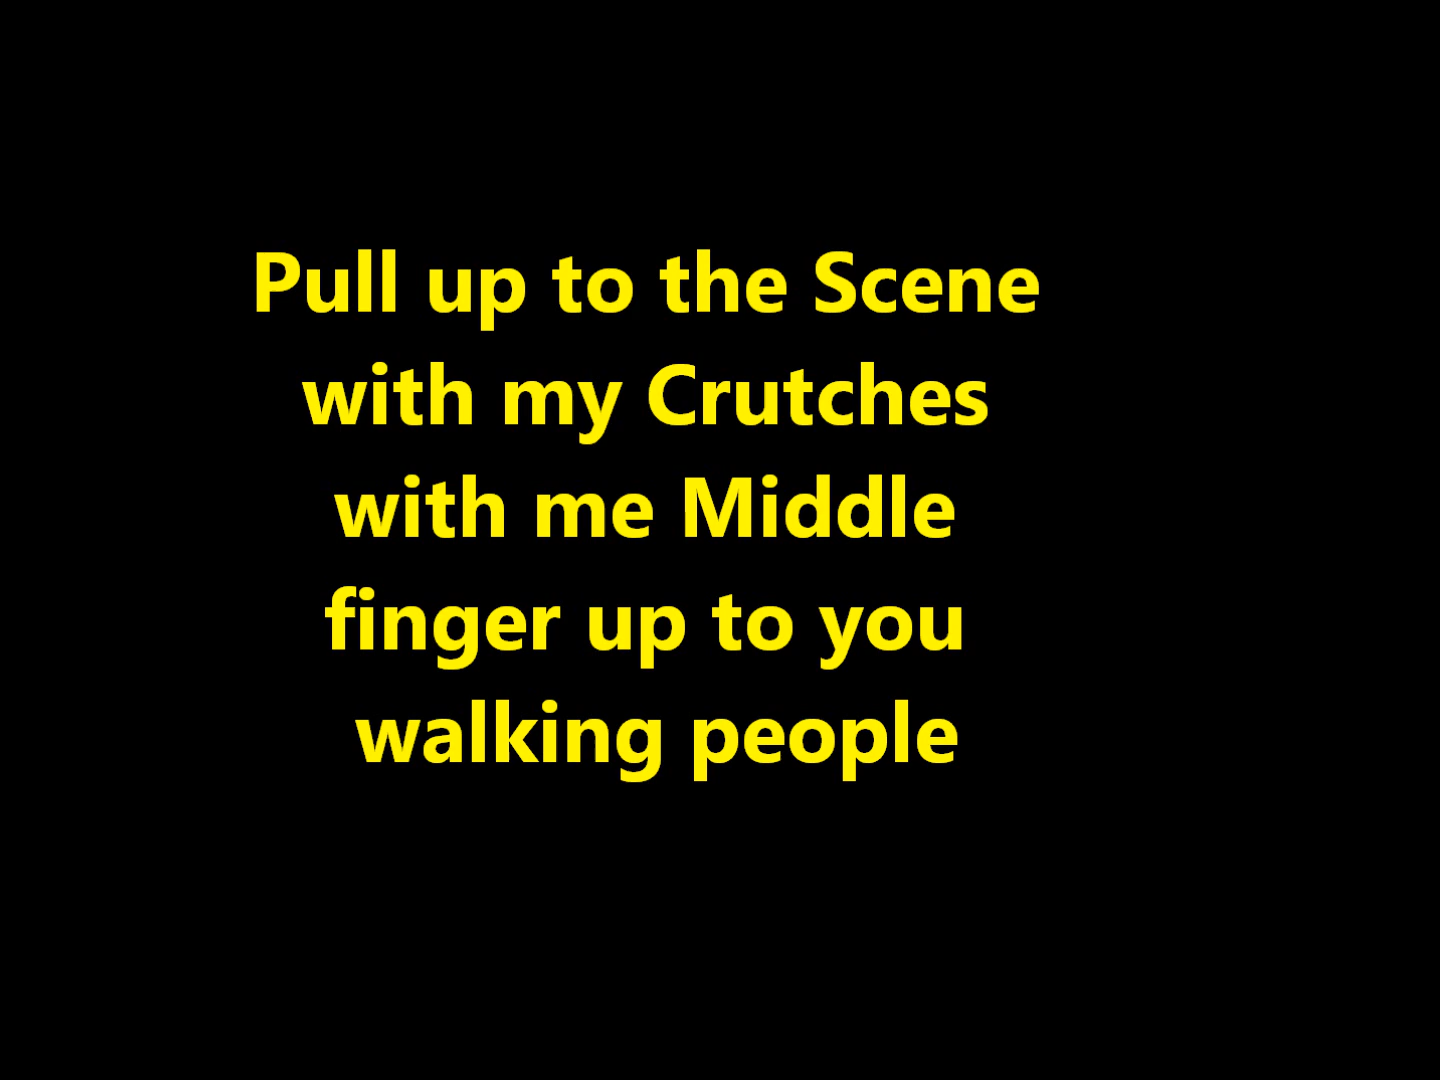 Pull up to the Scene
with my Crutches
with me Middle
finger up to you
walking people